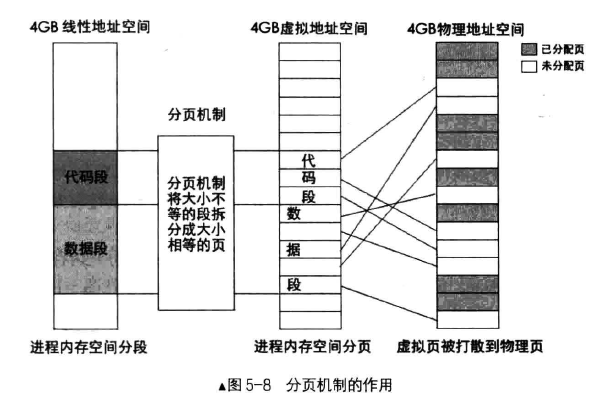 4GB 线性地址空间
4GB虚拟地址空间
4GB物理地址空间
已分配页
未分配页
分页机制
代码段
数据段
分页机制
将大小不
等的段拆
分成大小
相等的页
代
码
段
数
据
段
进程内存空间分段
进程内存空间分页
虚拟页被打散到物理页
▲图 5-8 分页机制的作用